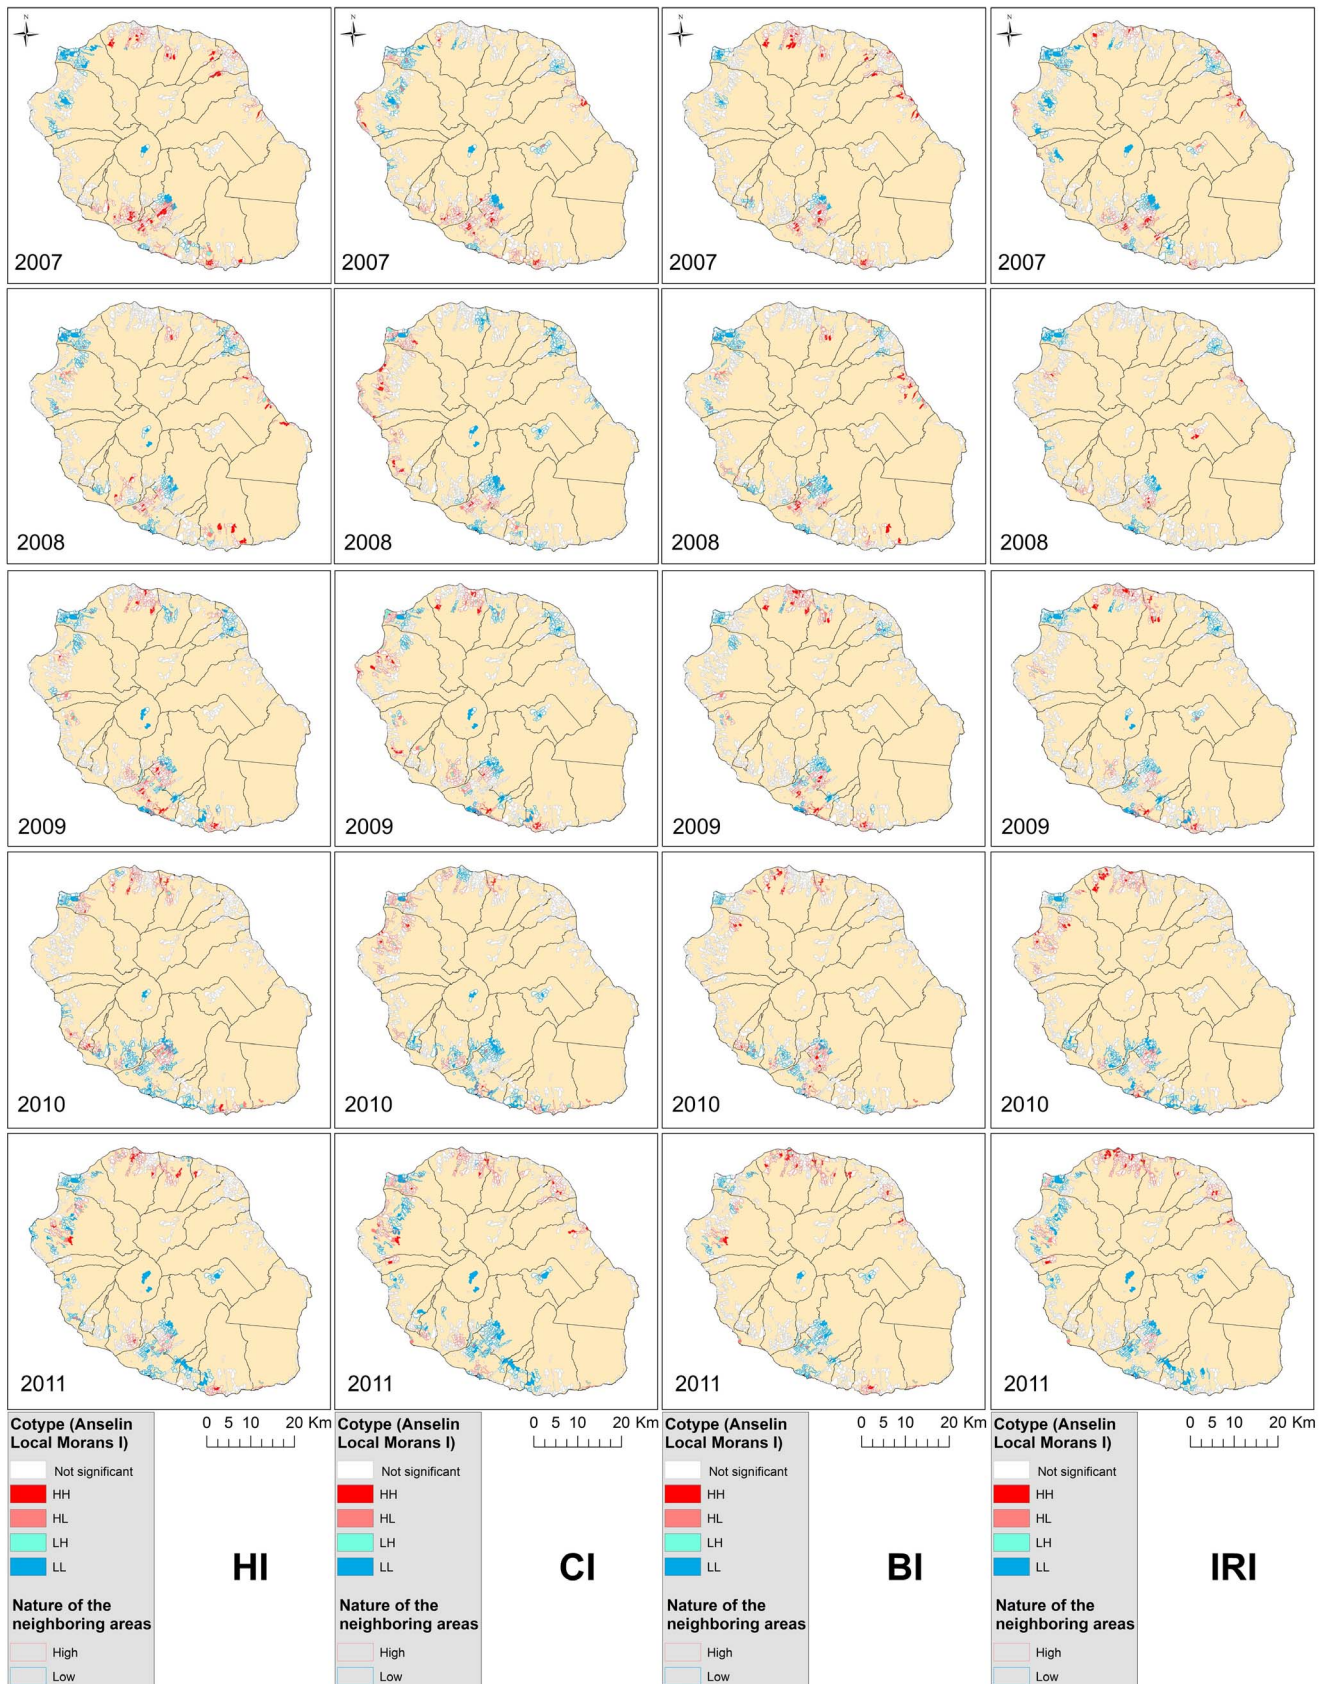 N N N N
2007 2007 2007 2007
2008 2008 2008 2008
2009 2009 2009 2009
2010 2010 2010 2010
2011 2011 2011 2011
Cotype (Anselin
Local Morans I)
Not significant
HH
HL
LH
LL
Nature of the
neighboring areas
High
Low
0 5 10 20 Km
HI
Cotype (Anselin
Local Morans I)
Not significant
HH
HL
LH
LL
Nature of the
neighboring areas
High
Low
0 5 10 20 Km
CI
Cotype (Anselin
Local Morans I)
Not significant
HH
HL
LH
LL
Nature of the
neighboring areas
High
Low
0 5 10 20 Km
BI
Cotype (Anselin
Local Morans I)
Not significant
HH
HL
LH
LL
Nature of the
neighboring areas
High
Low
0 5 10 20 Km
IRI